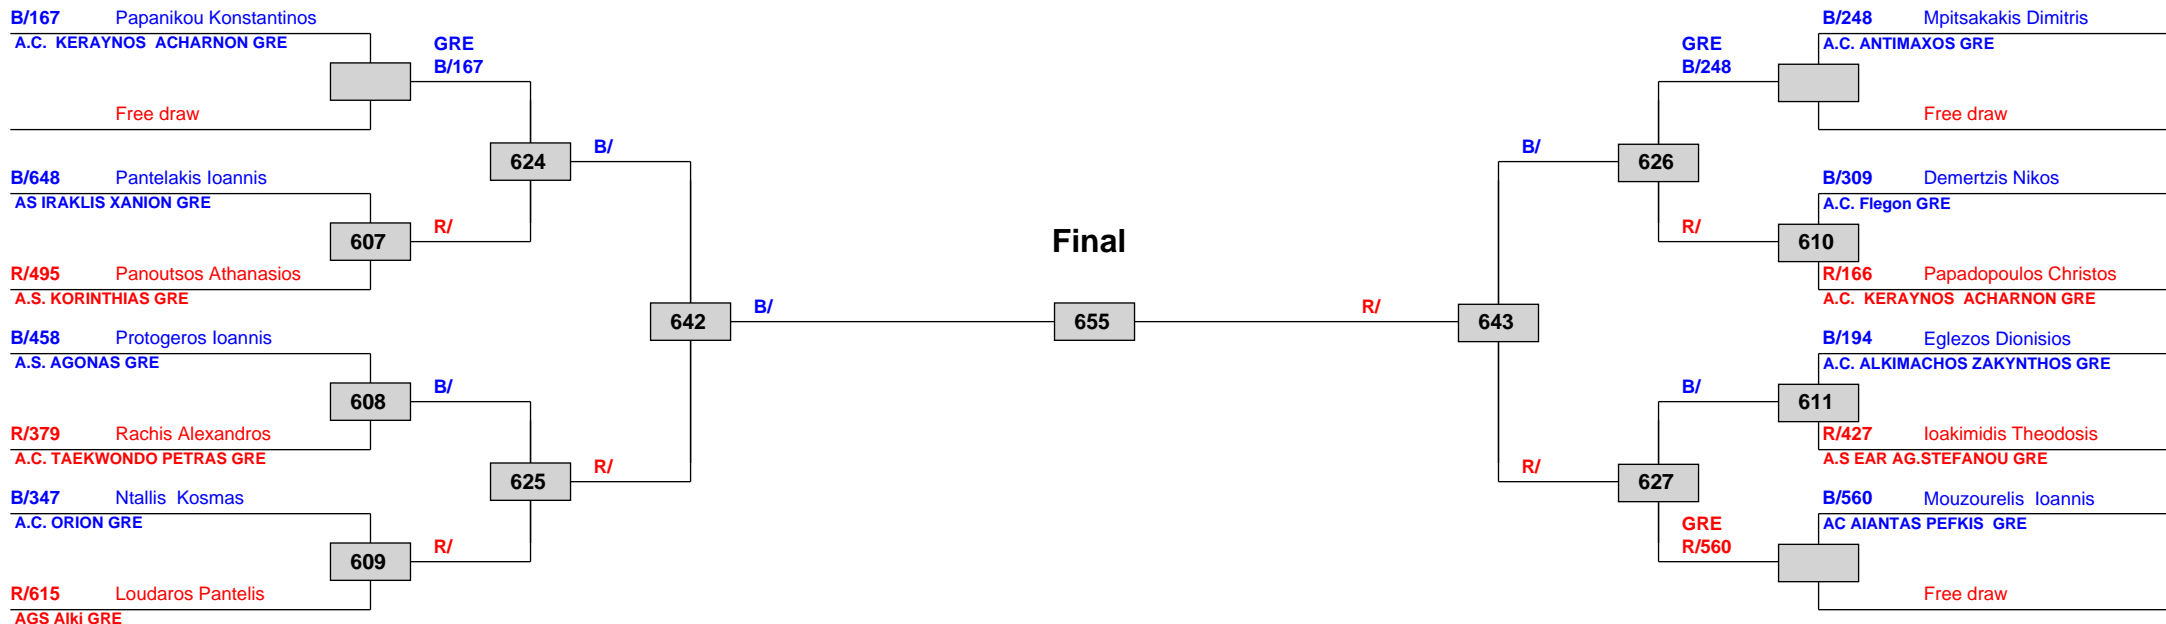 B/167 Papanikou Konstantinos
A.C. KERAYNOS ACHARNON GRE
GRE
B/167
Free draw
624
B/
B/648 Pantelakis Ioannis
AS IRAKLIS XANION GRE
607
R/
R/495 Panoutsos Athanasios
A.S. KORINTHIAS GRE
642
B/
B/458 Protogeros Ioannis
A.S. AGONAS GRE
608
B/
R/379 Rachis Alexandros
A.C. TAEKWONDO PETRAS GRE
625
R/
B/347 Ntallis Kosmas
A.C. ORION GRE
609
R/
R/615 Loudaros Pantelis
AGS Alki GRE
Final
655
B/248 Mpitsakakis Dimitris
A.C. ANTIMAXOS GRE
GRE
B/248
Free draw
B/
626
B/309 Demertzis Nikos
A.C. Flegon GRE
R/
610
R/166 Papadopoulos Christos
A.C. KERAYNOS ACHARNON GRE
R/
643
B/194 Eglezos Dionisios
A.C. ALKIMACHOS ZAKYNTHOS GRE
B/
611
R/427 Ioakimidis Theodosis
A.S EAR AG.STEFANOU GRE
R/
627
B/560 Mouzourelis Ioannis
AC AIANTAS PEFKIS GRE
GRE
R/560
Free draw